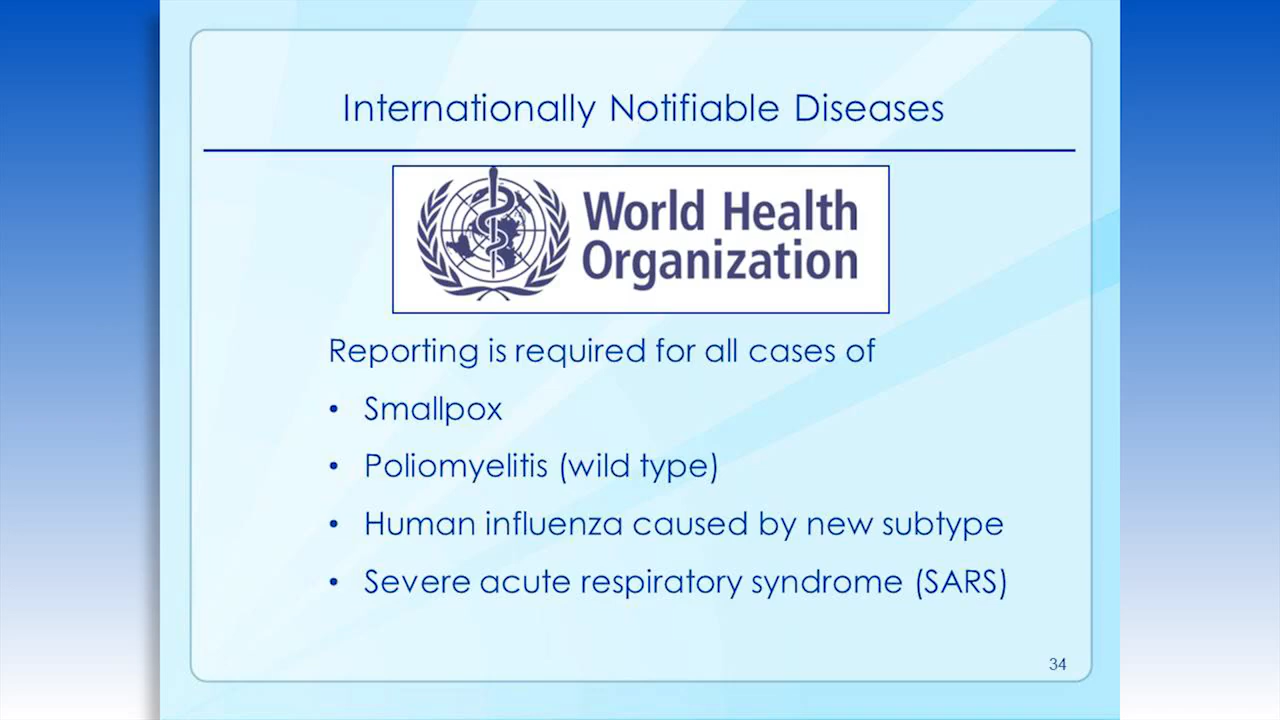 Internationally Notifiable Diseases
World Health
Organization
Reporting is required for all cases of
• Smallpox
• Poliomyelitis (wild type)
• Human influenza caused by new subtype
• Severe acute respiratory syndrome (SARS)
34